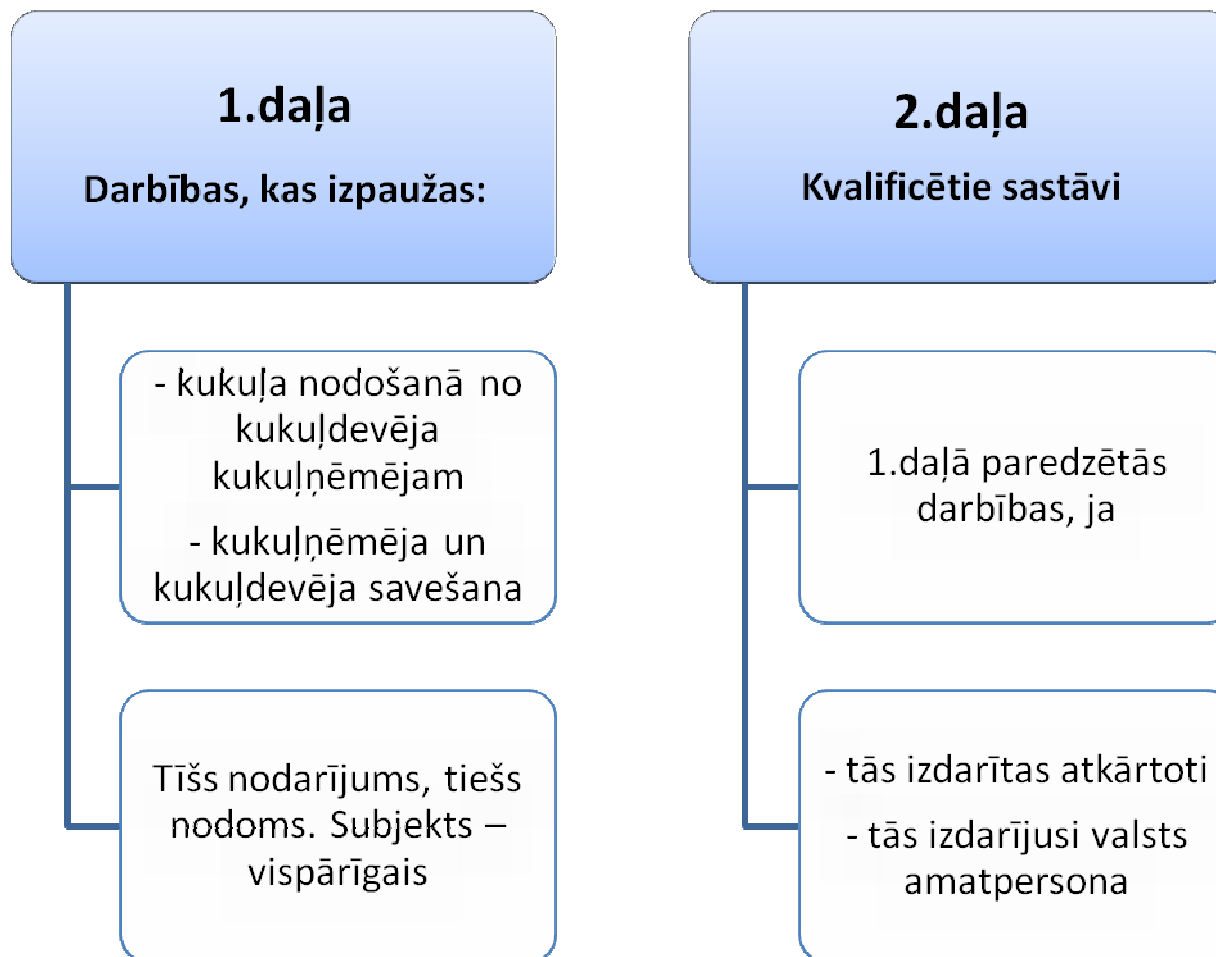 1.daļa
Darbības, kas izpaužas:
- kukuļa nodošanā no
kukuļdevēja
kukuļņēmējam
- kukuļņēmēja un
kukuļdevēja savešana
Tīšs nodarījums, tiešs
nodoms. Subjekts –
vispārīgais
2.daļa
Kvalificētie sastāvi
1.daļā paredzētās
darbības, ja
- tās izdarītas atkārtoti
- tās izdarījusi valsts
amatpersona